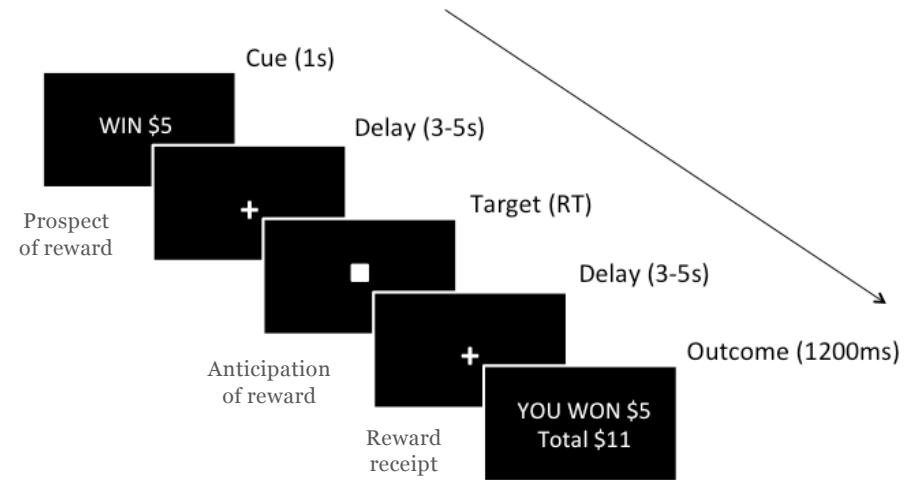 Cue (1s)
WIN $5
Prospect
of reward
Delay (3-5s)
Target (RT)
Anticipation
of reward
Delay (3-5s)
Reward
receipt
Outcome (1200ms)
YOU WON $5
Total $11